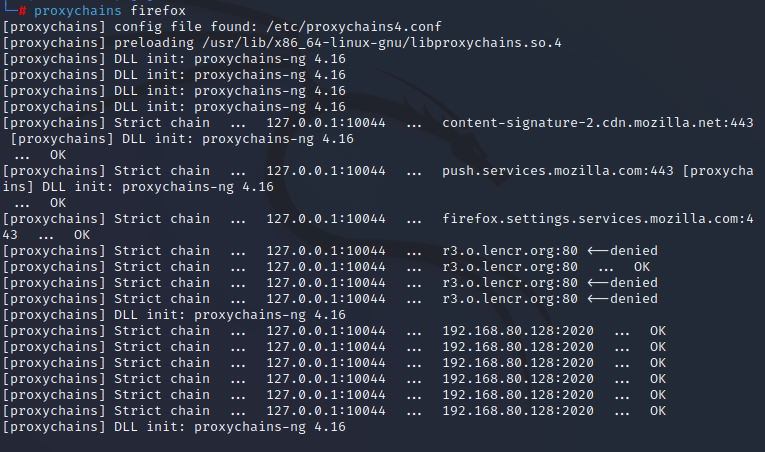 └─# proxychains firefox
[proxychains] config file found: /etc/proxychains4.conf
[proxychains] preloading /usr/lib/x86_64-linux-gnu/libproxychains.so.4
[proxychains] DLL init: proxychains-ng 4.16
[proxychains] DLL init: proxychains-ng 4.16
[proxychains] DLL init: proxychains-ng 4.16
[proxychains] DLL init: proxychains-ng 4.16
[proxychains] Strict chain  ...  127.0.0.1:10044  ...  content-signature-2.cdn.mozilla.net:443
 [proxychains] DLL init: proxychains-ng 4.16
 ...  OK
[proxychains] Strict chain  ...  127.0.0.1:10044  ...  push.services.mozilla.com:443 [proxycha
ins] DLL init: proxychains-ng 4.16
 ...  OK
[proxychains] Strict chain  ...  127.0.0.1:10044  ...  firefox.settings.services.mozilla.com:4
43  ...  OK
[proxychains] Strict chain  ...  127.0.0.1:10044  ...  r3.o.lencr.org:80 <--denied
[proxychains] Strict chain  ...  127.0.0.1:10044  ...  r3.o.lencr.org:80  ...  OK
[proxychains] Strict chain  ...  127.0.0.1:10044  ...  r3.o.lencr.org:80 <--denied
[proxychains] Strict chain  ...  127.0.0.1:10044  ...  r3.o.lencr.org:80 <--denied
[proxychains] DLL init: proxychains-ng 4.16
[proxychains] Strict chain  ...  127.0.0.1:10044  ...  192.168.80.128:2020  ...  OK
[proxychains] Strict chain  ...  127.0.0.1:10044  ...  192.168.80.128:2020  ...  OK
[proxychains] Strict chain  ...  127.0.0.1:10044  ...  192.168.80.128:2020  ...  OK
[proxychains] Strict chain  ...  127.0.0.1:10044  ...  192.168.80.128:2020  ...  OK
[proxychains] Strict chain  ...  127.0.0.1:10044  ...  192.168.80.128:2020  ...  OK
[proxychains] Strict chain  ...  127.0.0.1:10044  ...  192.168.80.128:2020  ...  OK
[proxychains] DLL init: proxychains-ng 4.16